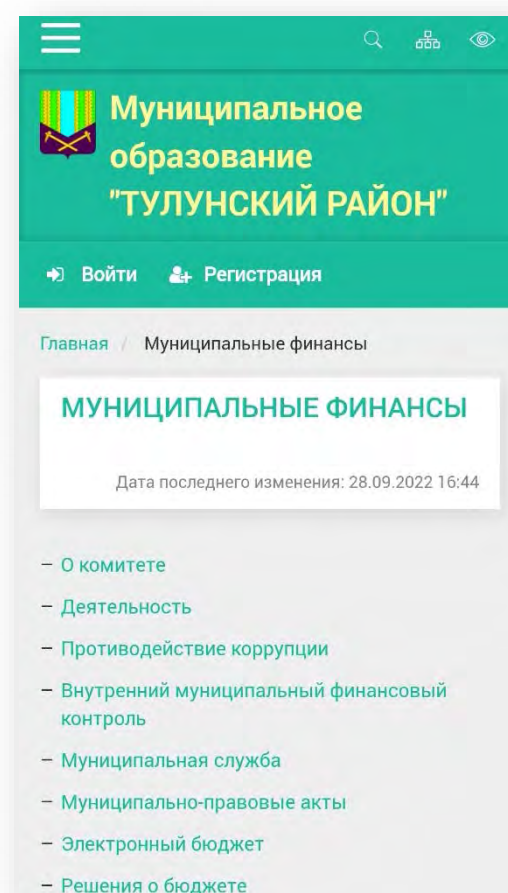 Муниципальное
образование
"ТУЛУНСКИЙ РАЙОН"
Войти Регистрация
Главная / Муниципальные финансы
МУНИЦИПАЛЬНЫЕ ФИНАНСЫ
Дата последнего изменения: 28.09.2022 16:44
– О комитете
– Деятельность
– Противодействие коррупции
– Внутренний муниципальный финансовый
контроль
– Муниципальная служба
– Муниципально-правовые акты
– Электронный бюджет
– Решения о бюджете